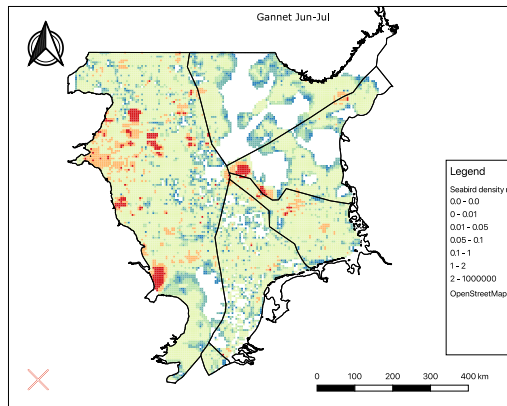 Gannet Jun-Jul
Legend
Seabird density
0.0 - 0.0
0 - 0.01
0.01 - 0.05
0.05 - 0.1
0.1 - 1
1 - 2
2 - 1000000
OpenStreetMap
0 100 200 300 400 km